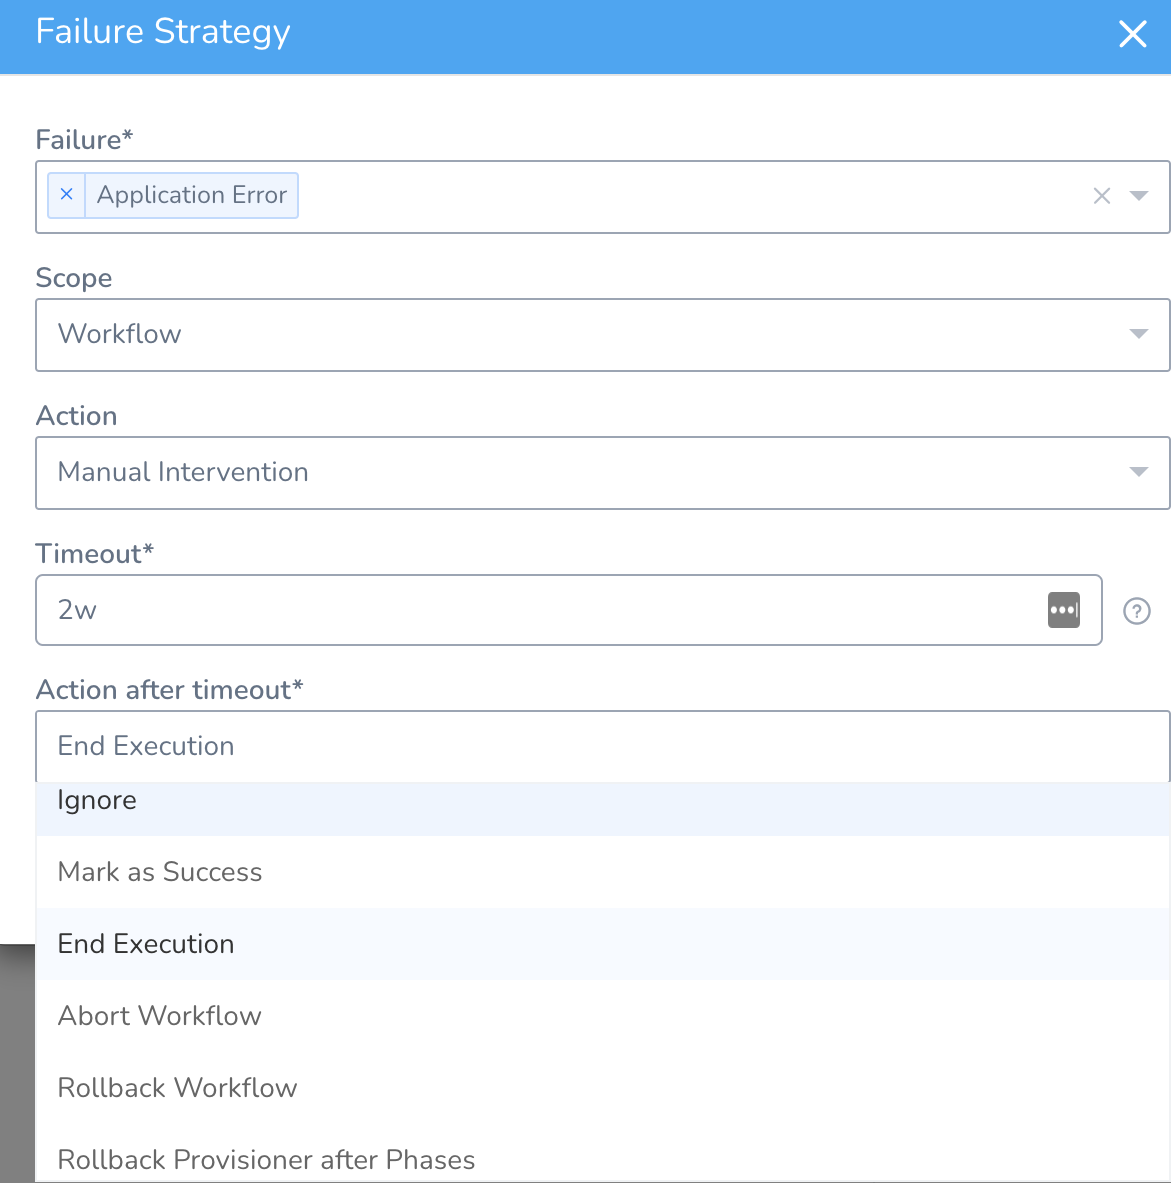 Failure Strategy
Failure*
Application Error
Scope
Workflow
Action
Manual Intervention
Timeout*
2w
Action after timeout*
End Execution
Ignore
Mark as Success
End Execution
Abort Workflow
Rollback Workflow
Rollback Provisioner after Phases